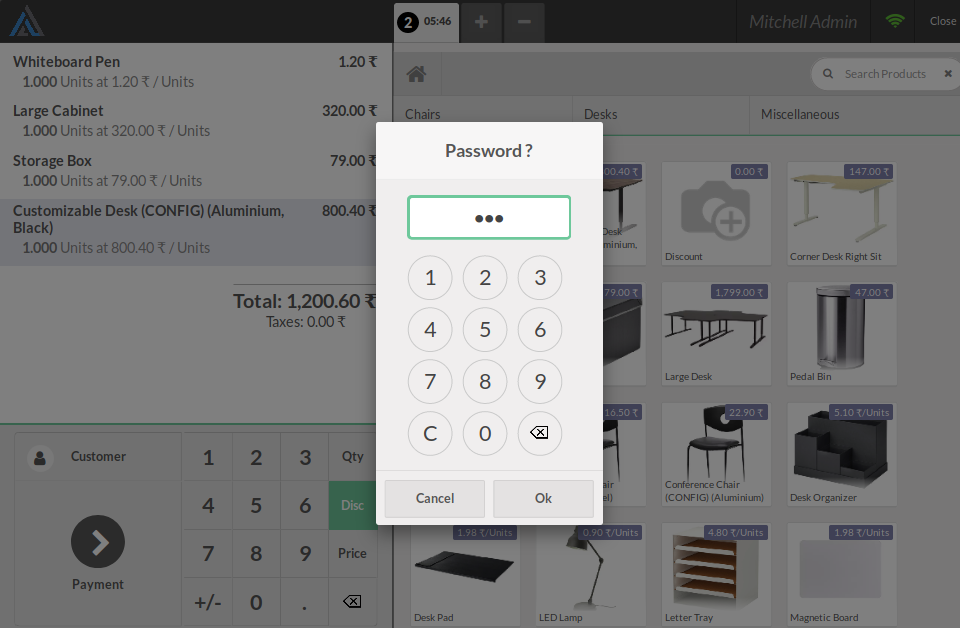 2 05:46 + − Mitchell Admin Close
Whiteboard Pen 1.20 ₹
1.000 Units at 1.20 ₹ / Units
Large Cabinet 320.00 ₹
1.000 Units at 320.00 ₹ / Units
Storage Box 79.00 ₹
1.000 Units at 79.00 ₹ / Units
Customizable Desk (CONFIG) (Aluminium, 800.40 ₹
Black)
1.000 Units at 800.40 ₹ / Units
Total: 1,200.60 ₹
Taxes: 0.00 ₹
Customer
Payment
1 2 3 Qty
4 5 6 Disc
7 8 9 Price
+/- 0 .
Search Products
Chairs Desks Miscellaneous
Password ?
•••
1 2 3
4 5 6
7 8 9
C 0
Cancel Ok
00.40 ₹
Desk
minium,
0.00 ₹
Discount
147.00 ₹
Corner Desk Right Sit
79.00 ₹
1,799.00 ₹
Large Desk
47.00 ₹
Pedal Bin
16.50 ₹
22.90 ₹
Conference Chair
(CONFIG) (Aluminium)
5.10 ₹/Units
Desk Organizer
1.98 ₹/Units
Desk Pad
0.90 ₹/Units
LED Lamp
4.80 ₹/Units
Letter Tray
1.98 ₹/Units
Magnetic Board